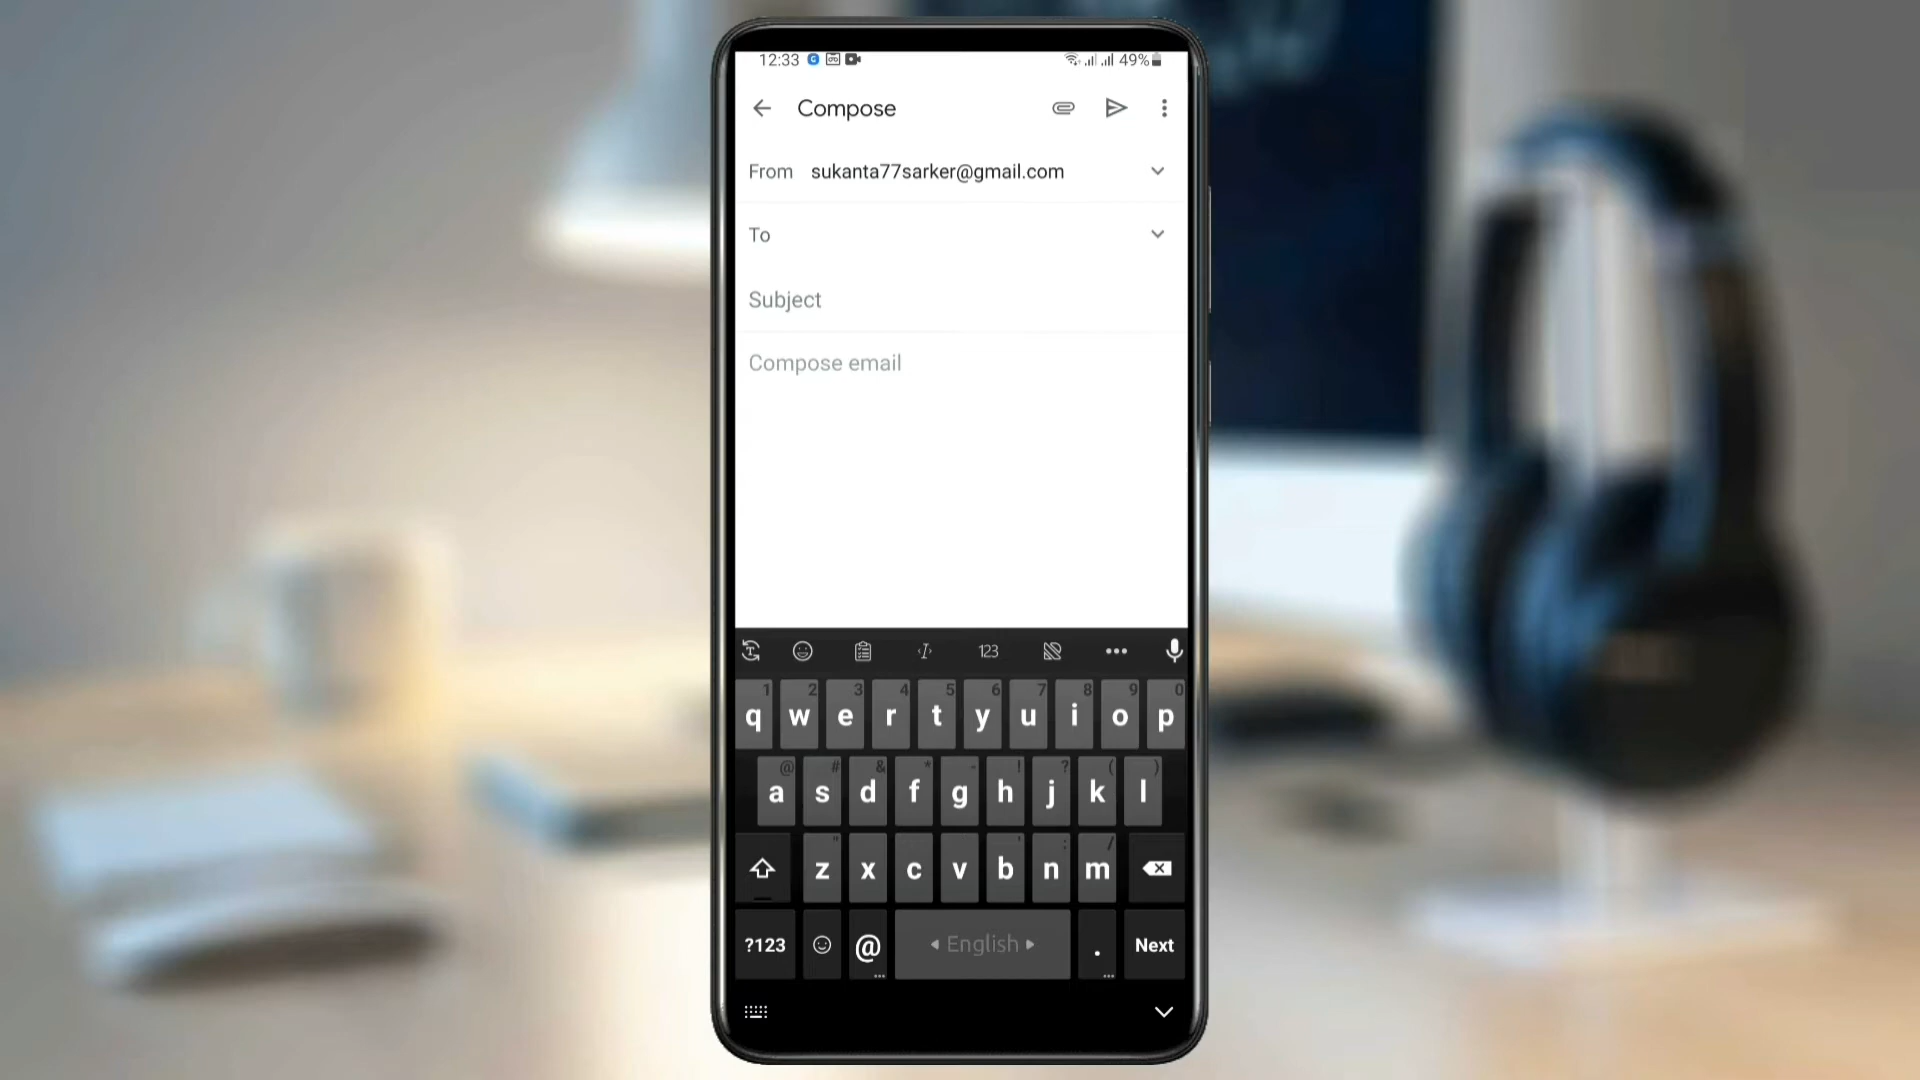 12:33 49%
Compose
From sukanta77sarker@gmail.com
To
Subject
Compose email
123
1 2 3 4 5 6 7 8 9 0
q w e r t y u i o p
@ # & * - ! ? ( )
a s d f g h j k l
" ' : /
z x c v b n m
?123 @ ... English . ... Next